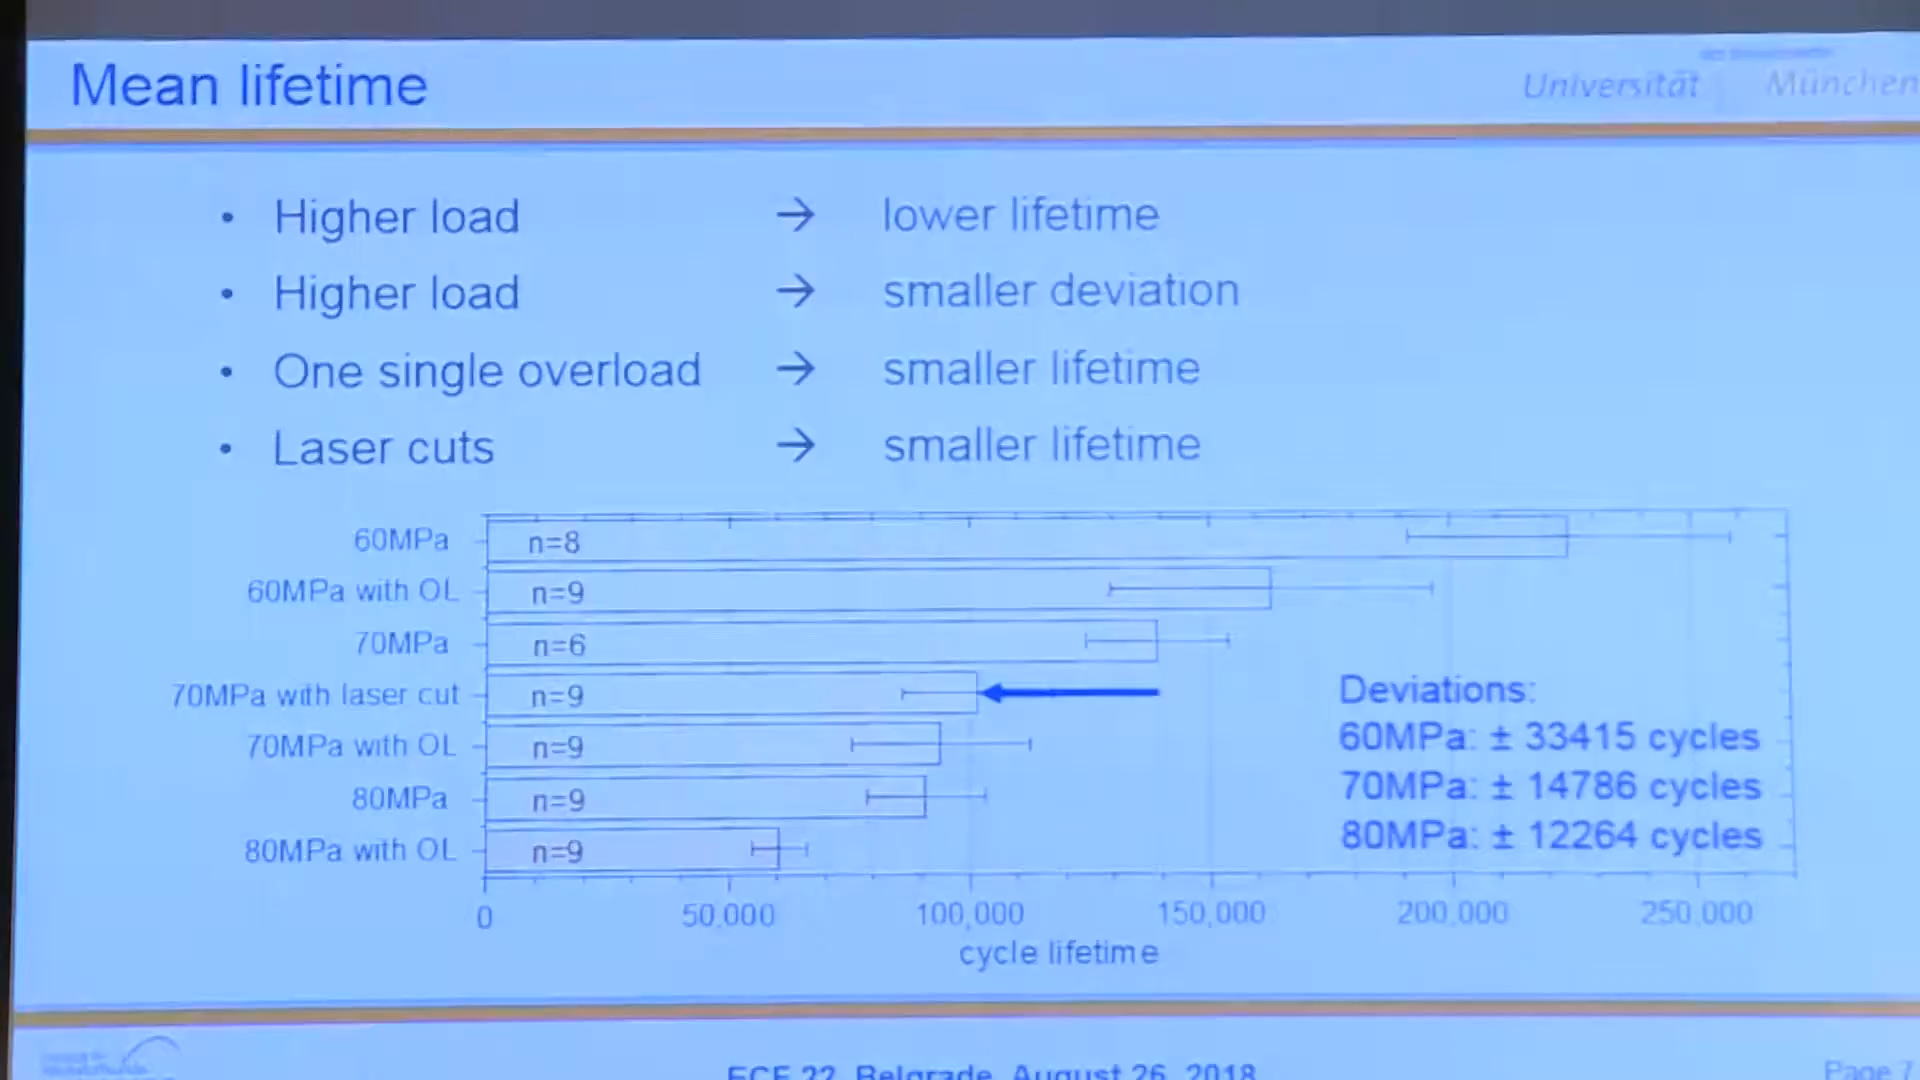 Mean lifetime
Universität München
• Higher load → lower lifetime
• Higher load → smaller deviation
• One single overload → smaller lifetime
• Laser cuts → smaller lifetime
60MPa n=8
60MPa with OL n=9
70MPa n=6
70MPa with laser cut n=9
70MPa with OL n=9
80MPa n=9
80MPa with OL n=9
Deviations:
60MPa: ± 33415 cycles
70MPa: ± 14786 cycles
80MPa: ± 12264 cycles
0 50,000 100,000 150,000 200,000 250,000
cycle lifetime
ECF 22, Belgrade, August 26, 2018
Page 7